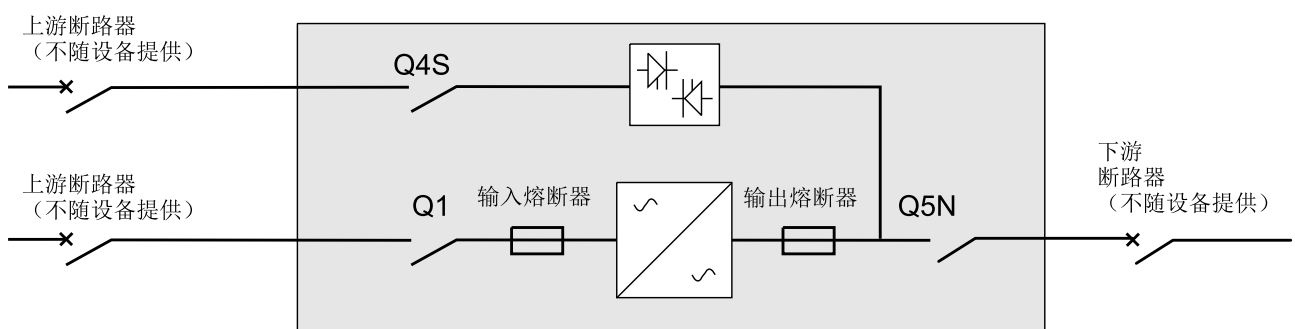 上游断路器
（不随设备提供）
Q4S
上游断路器
（不随设备提供）
Q1
输入熔断器
输出熔断器
Q5N
下游
断路器
（不随设备提供）